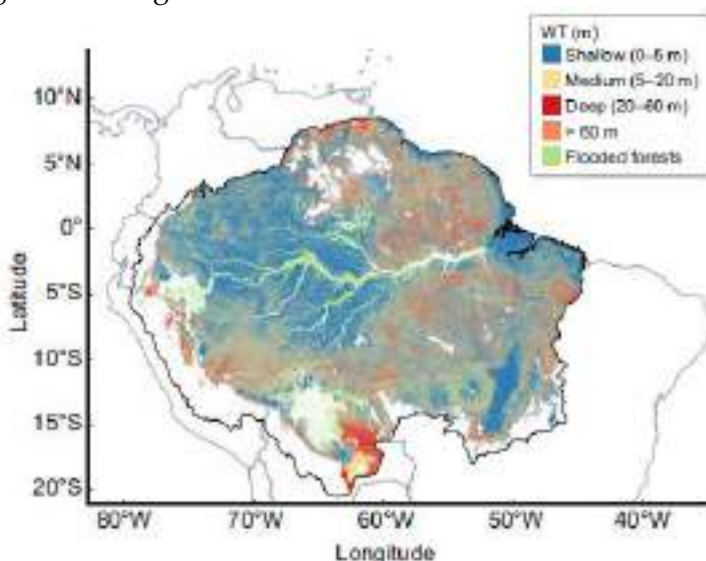 WT (m)
Shallow (0–5 m)
Medium (5–20 m)
Deep (20–60 m)
> 60 m
Flooded forests
10°N
5°N
0°
5°S
10°S
15°S
20°S
Latitude
80°W
70°W
60°W
50°W
40°W
Longitude